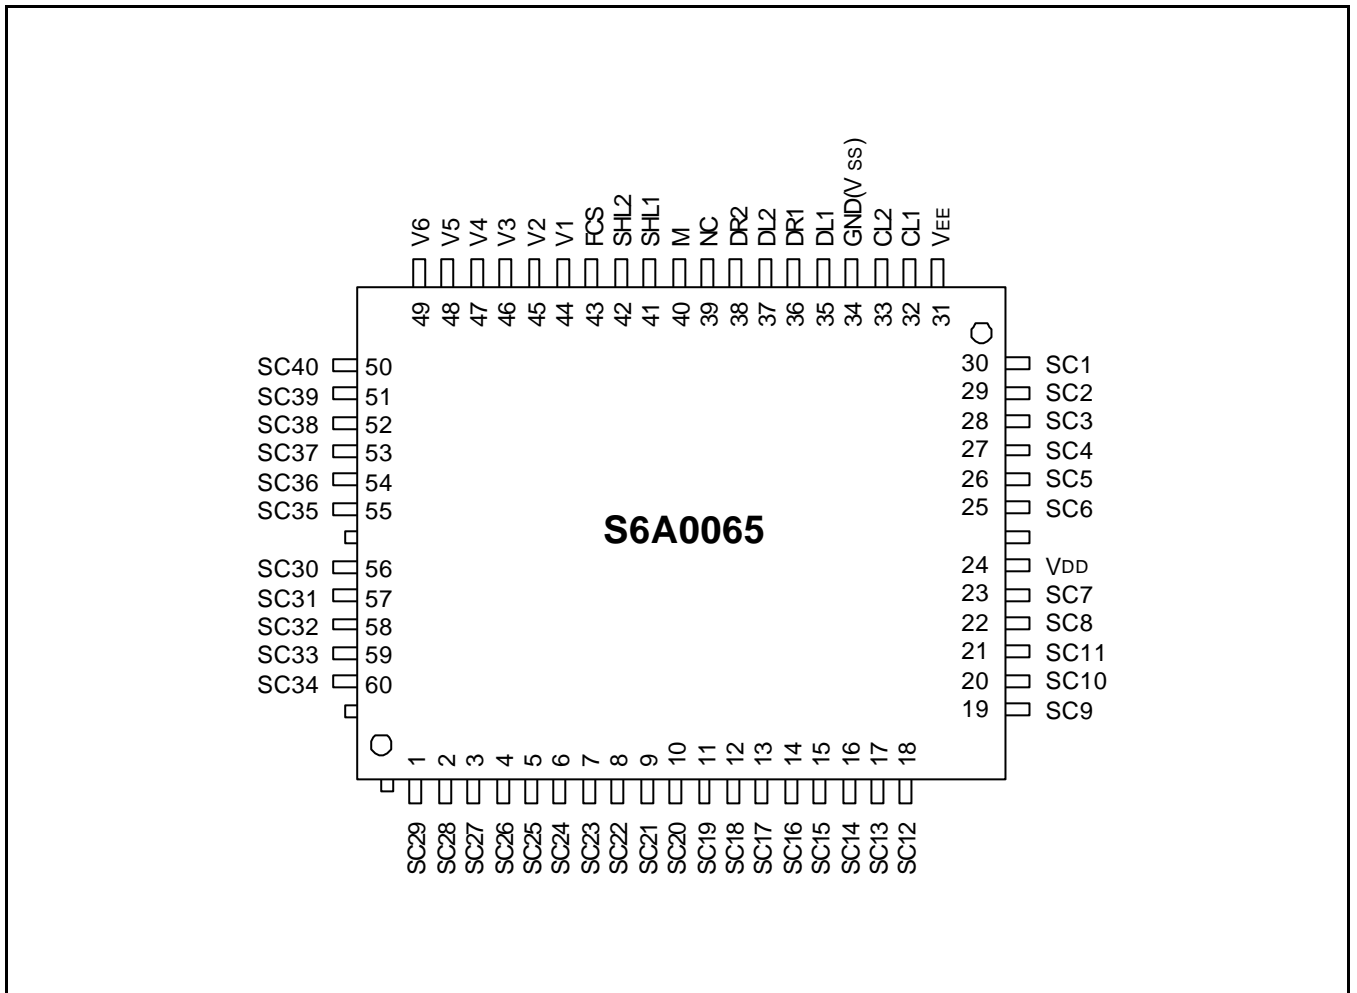 V6 V5 V4 V3 V2 V1 FCS SHL2 SHL1 M NC DR2 DL2 DR1 DL1 GND(V SS) CL2 CL1 VEE
49 48 47 46 45 44 43 42 41 40 39 38 37 36 35 34 33 32 31
SC40 50
SC39 51
SC38 52
SC37 53
SC36 54
SC35 55
SC30 56
SC31 57
SC32 58
SC33 59
SC34 60
S6A0065
30 SC1
29 SC2
28 SC3
27 SC4
26 SC5
25 SC6
24 VDD
23 SC7
22 SC8
21 SC11
20 SC10
19 SC9
1 2 3 4 5 6 7 8 9 10 11 12 13 14 15 16 17 18
SC29 SC28 SC27 SC26 SC25 SC24 SC23 SC22 SC21 SC20 SC19 SC18 SC17 SC16 SC15 SC14 SC13 SC12